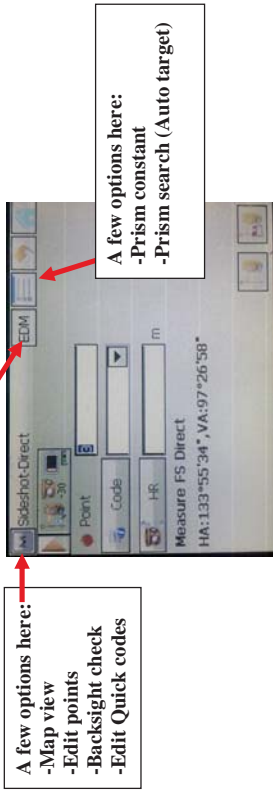 A few options here:
-Map view
-Edit points
-Backsight check
-Edit Quick codes
Sideshot-Direct
EDM
-30
Point
Code
HR
m
Measure FS Direct
HA:133°55'34", VA:97°26'58"
A few options here:
-Prism constant
-Prism search (Auto target)